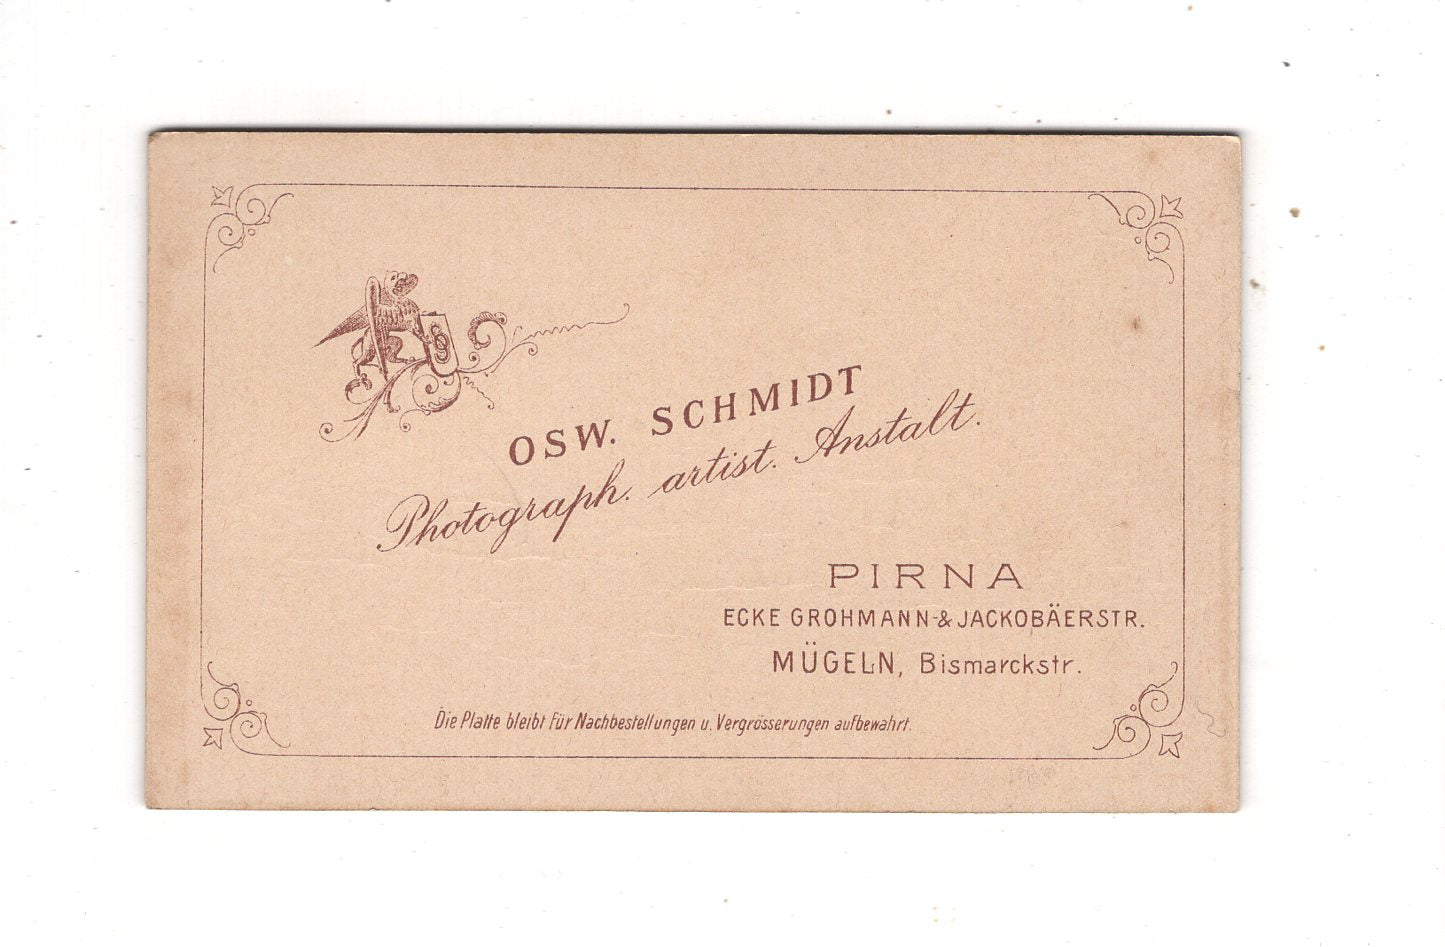 OSW. SCHMIDT
Photograph. artist. Anstalt.
PIRNA
ECKE GROHMANN-& JACKOBÄERSTR.
MÜGELN, Bismarckstr.
Die Platte bleibt für Nachbestellungen u. Vergrösserungen aufbewahrt.